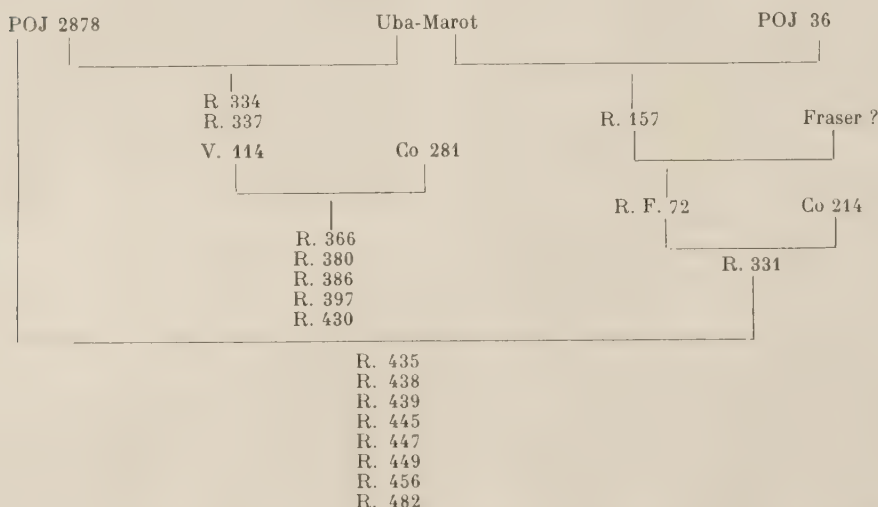 POJ 2878 Uba-Marot POJ 36
R 334
R. 337
V. 114 Co 281
R. 157 Fraser ?
R. F. 72 Co 214
R. 366
R. 380
R. 386
R. 397
R. 430
R. 331
R. 435
R. 438
R. 439
R. 445
R. 447
R. 449
R. 456
R. 482